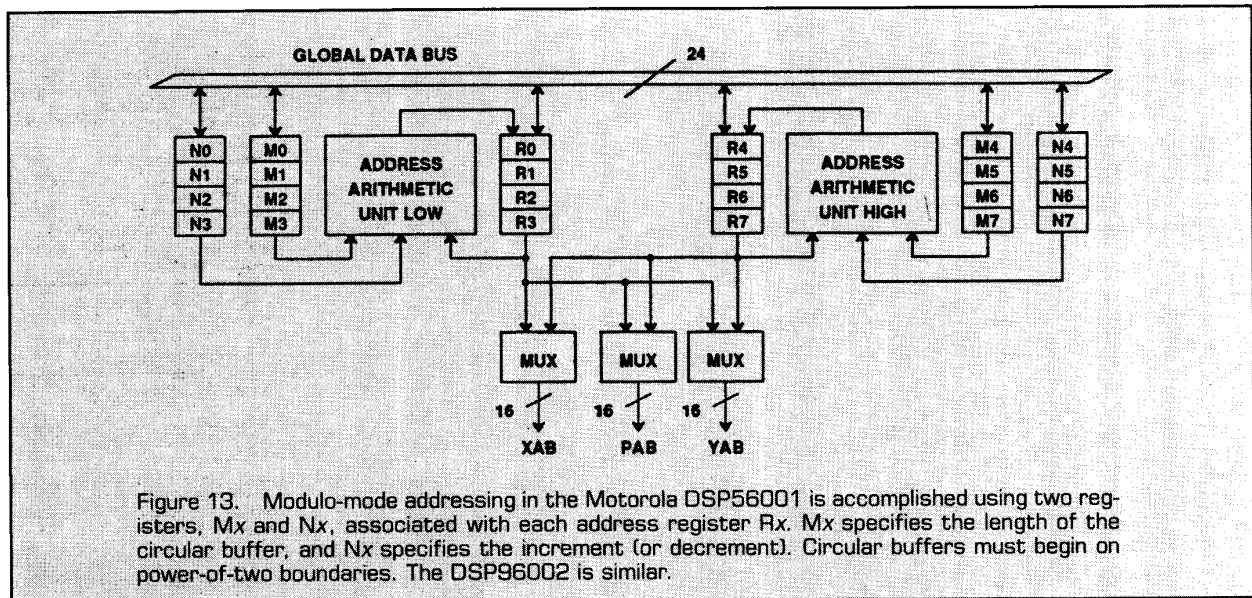 GLOBAL DATA BUS
24
N0
N1
N2
N3
M0
M1
M2
M3
ADDRESS
ARITHMETIC
UNIT LOW
R0
R1
R2
R3
R4
R5
R6
R7
ADDRESS
ARITHMETIC
UNIT HIGH
M4
M5
M6
M7
N4
N5
N6
N7
MUX
MUX
MUX
16
16
16
XAB
PAB
YAB
Figure 13. Modulo-mode addressing in the Motorola DSP56001 is accomplished using two reg-
isters, Mx and Nx, associated with each address register Rx. Mx specifies the length of the
circular buffer, and Nx specifies the increment (or decrement). Circular buffers must begin on
power-of-two boundaries. The DSP96002 is similar.